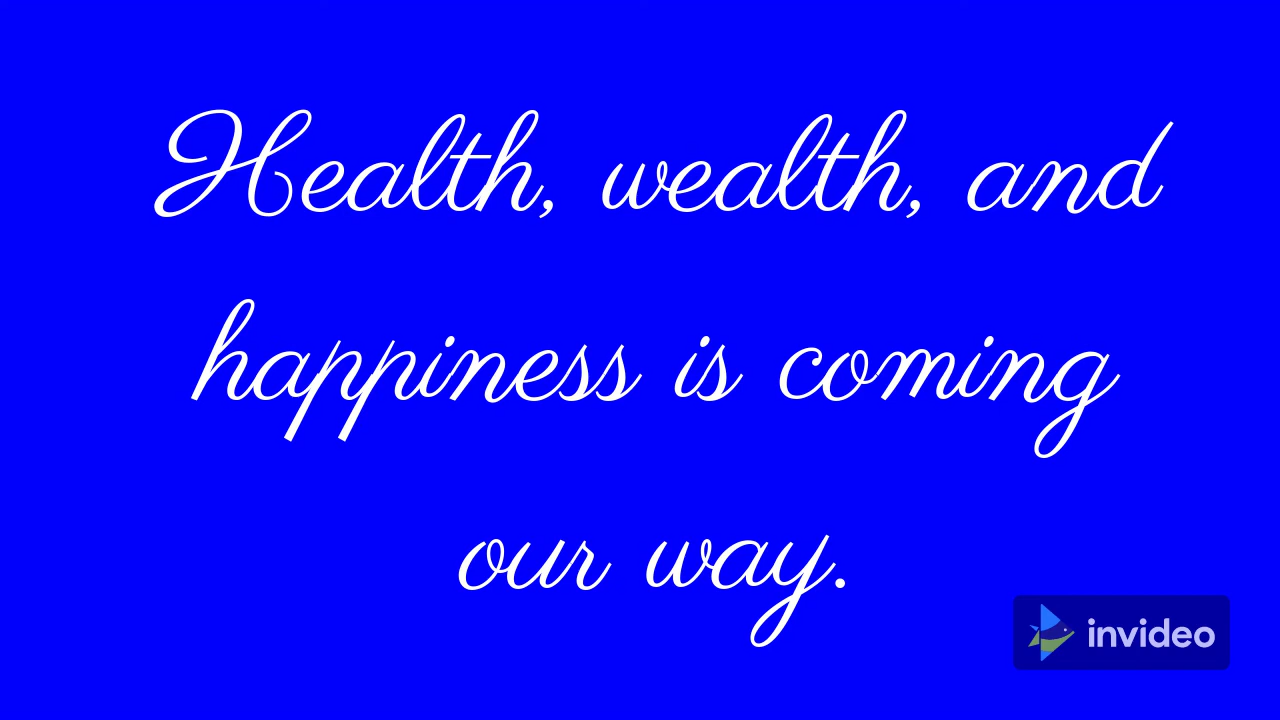 Health, wealth, and
happiness is coming
our way.
invideo